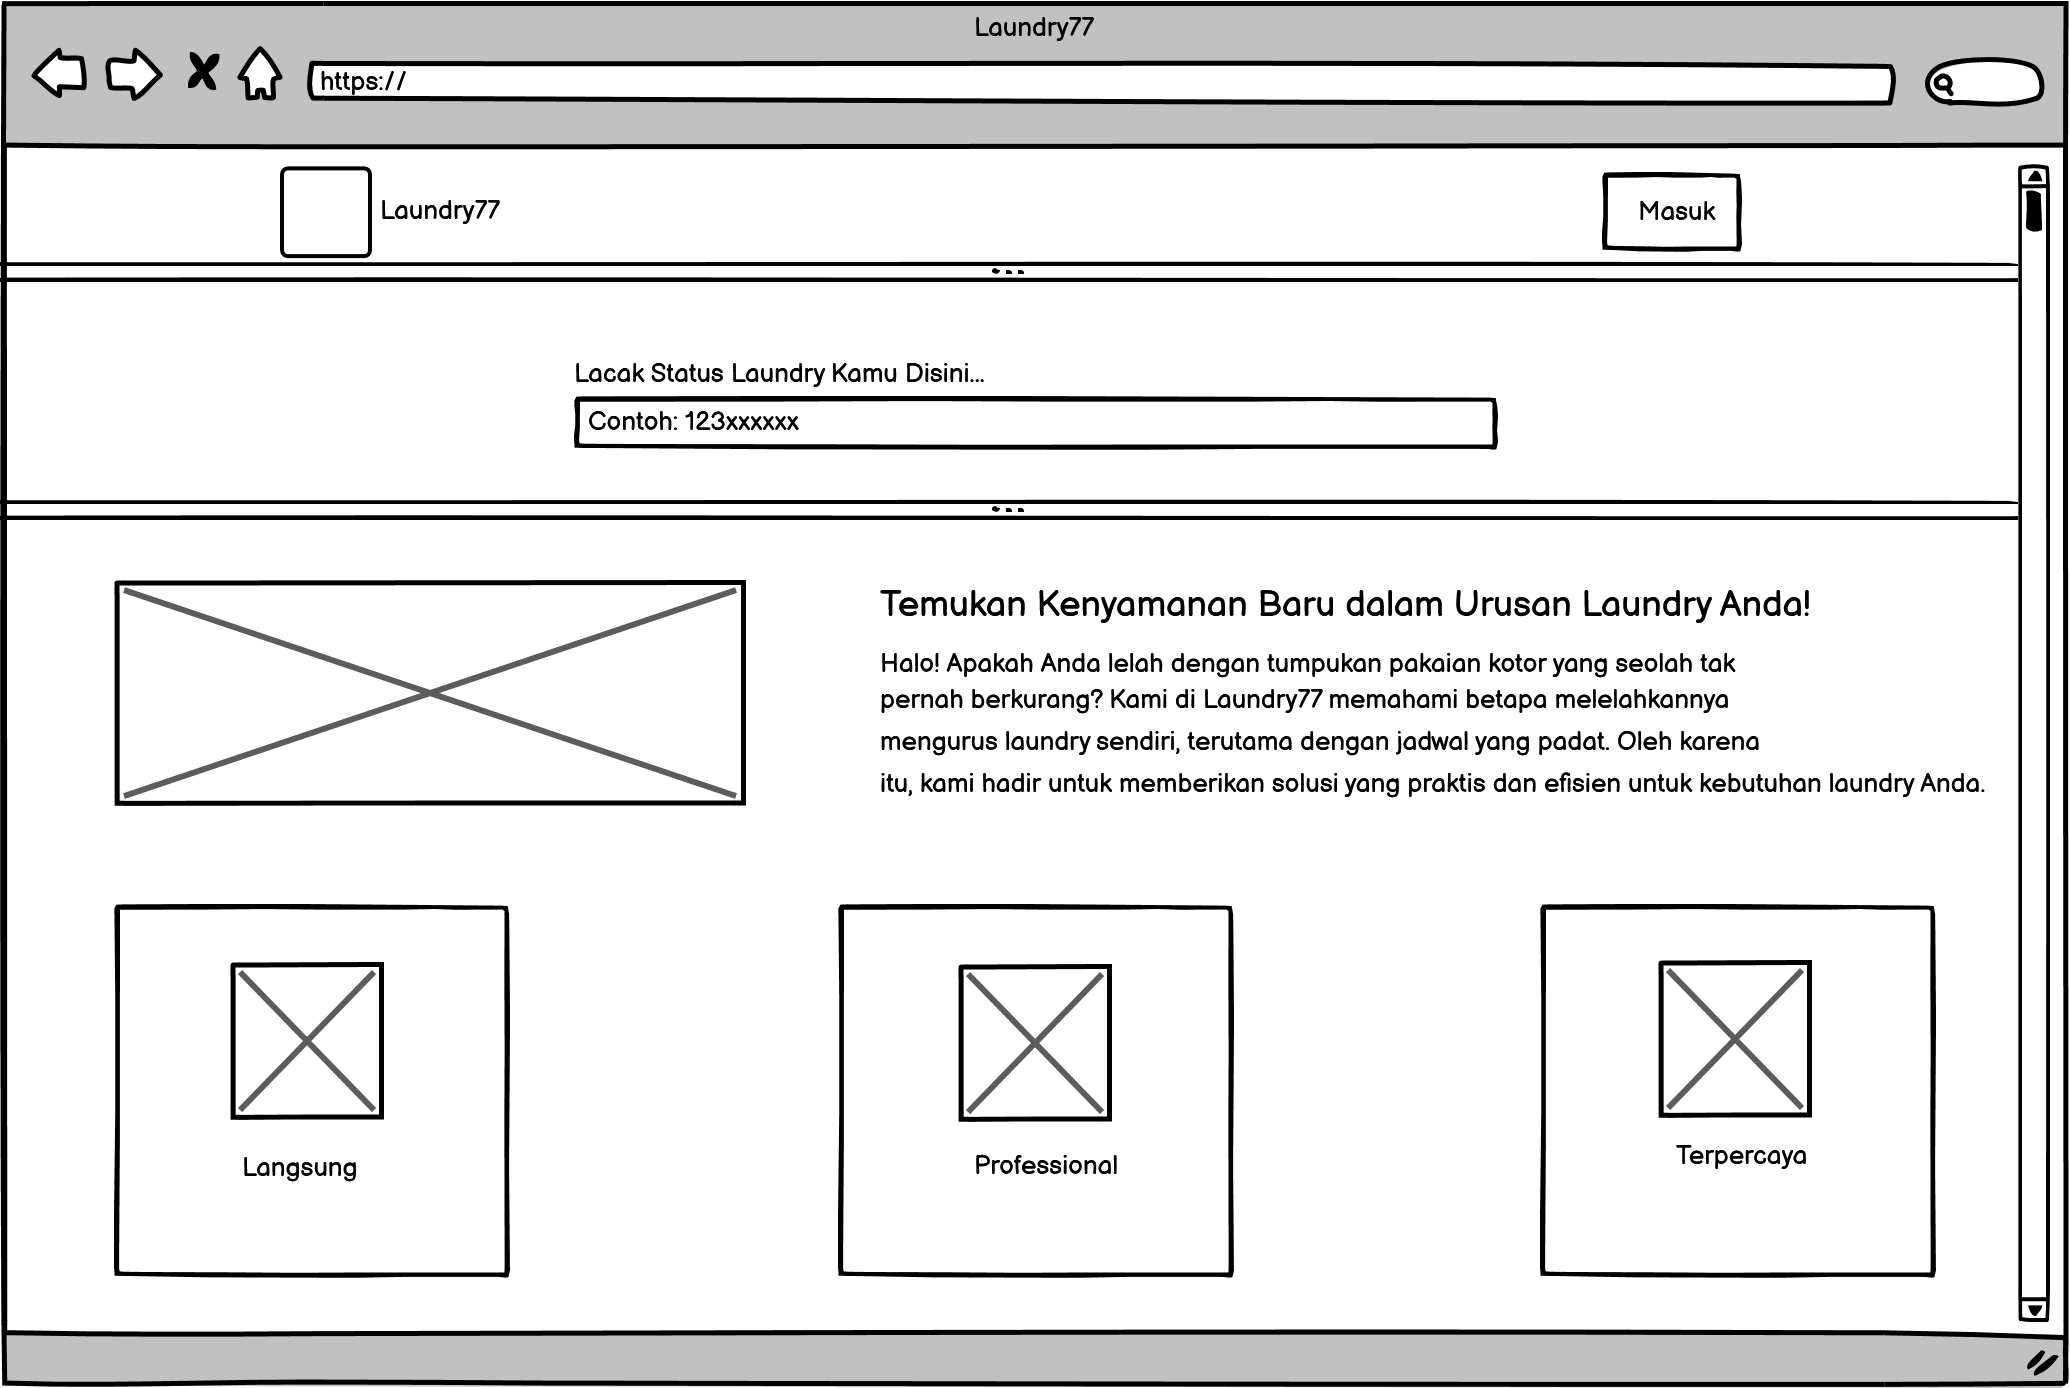 Laundry77
https://
Laundry77
Masuk
Lacak Status Laundry Kamu Disini...
Contoh: 123xxxxxx
Temukan Kenyamanan Baru dalam Urusan Laundry Anda!
Halo! Apakah Anda lelah dengan tumpukan pakaian kotor yang seolah tak
pernah berkurang? Kami di Laundry77 memahami betapa melelahkannya
mengurus laundry sendiri, terutama dengan jadwal yang padat. Oleh karena
itu, kami hadir untuk memberikan solusi yang praktis dan efisien untuk kebutuhan laundry Anda.
Langsung
Professional
Terpercaya